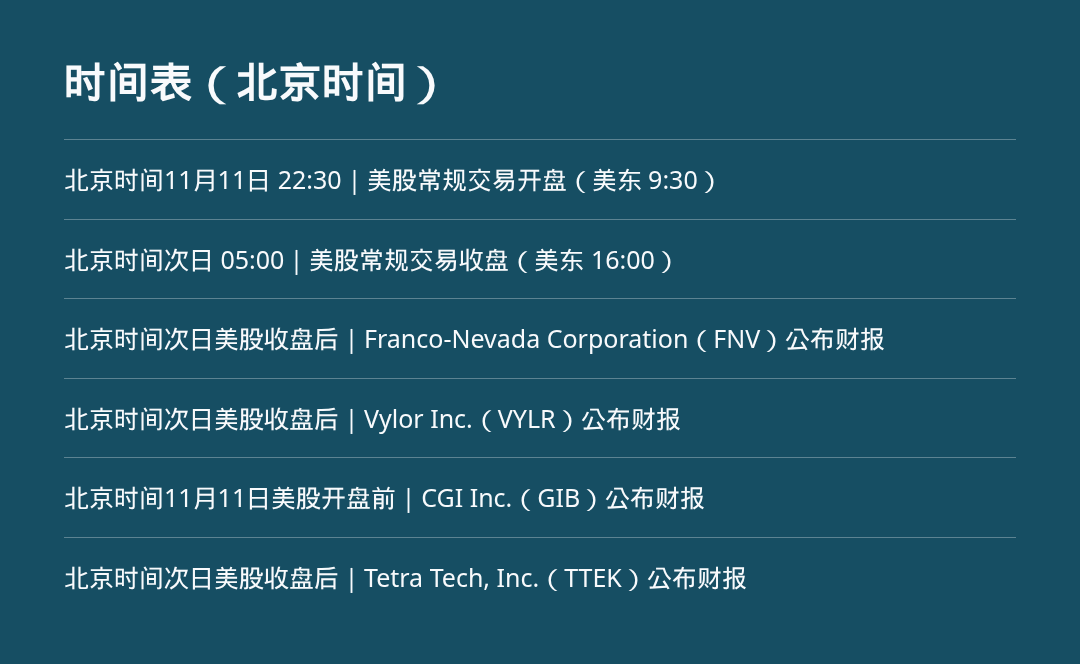 时间表（北京时间）
北京时间11月11日 22:30 | 美股常规交易开盘（美东 9:30）
北京时间次日 05:00 | 美股常规交易收盘（美东 16:00）
北京时间次日美股收盘后 | Franco-Nevada Corporation（FNV）公布财报
北京时间次日美股收盘后 | Vylor Inc.（VYLR）公布财报
北京时间11月11日美股开盘前 | CGI Inc.（GIB）公布财报
北京时间次日美股收盘后 | Tetra Tech, Inc.（TTEK）公布财报